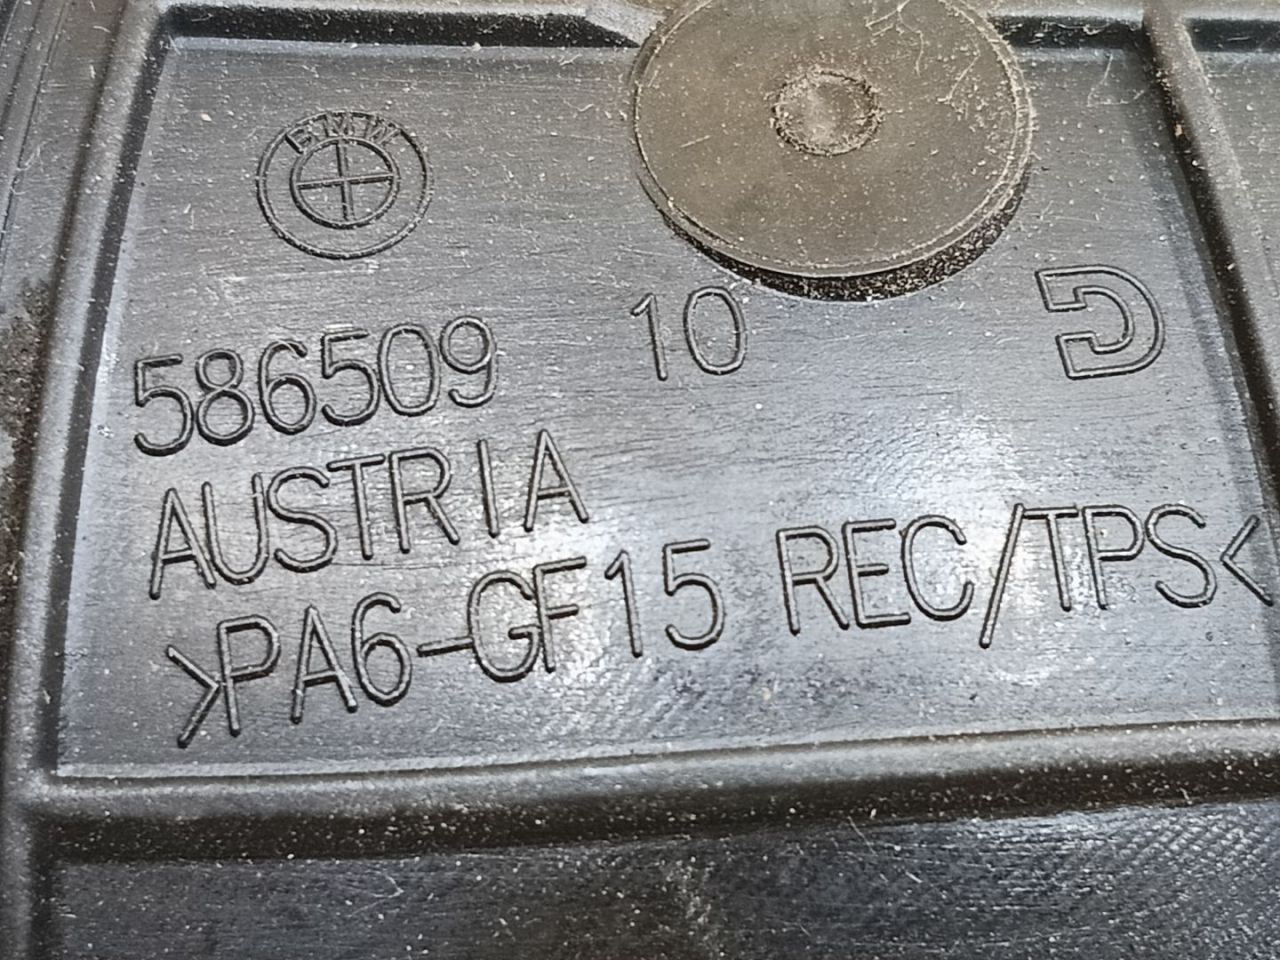 BMW
586509 10
D
AUSTRIA
>PA6-GF15 REC/TPS<